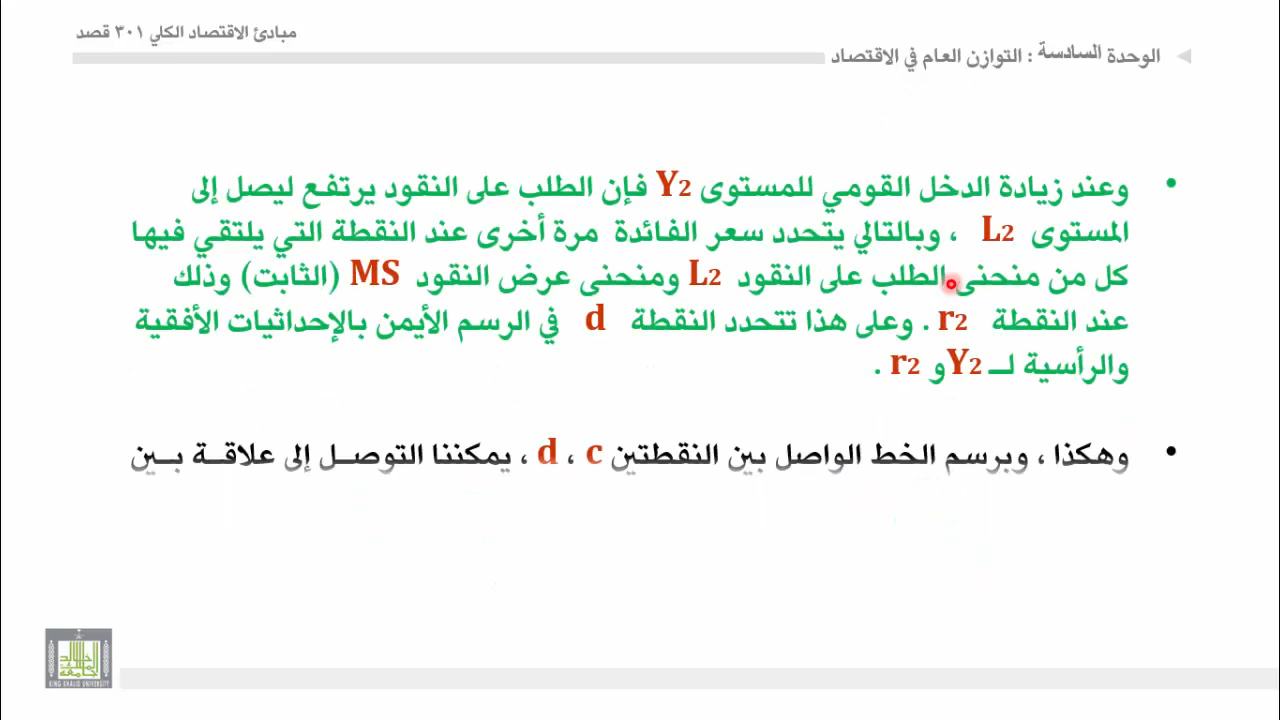 مبادئ الاقتصاد الكلي ٣٠١ قصد
الوحدة السادسة : التوازن العام في الاقتصاد
• وعند زيادة الدخل القومي للمستوى Y2 فإن الطلب على النقود يرتفع ليصل إلى
المستوى L2 ، وبالتالي يتحدد سعر الفائدة مرة أخرى عند النقطة التي يلتقي فيها
كل من منحنى الطلب على النقود L2 ومنحنى عرض النقود MS (الثابت) وذلك
عند النقطة r2 . وعلى هذا تتحدد النقطة d في الرسم الأيمن بالإحداثيات الأفقية
والرأسية لــ Y2 و r2 .
• وهكذا ، وبرسم الخط الواصل بين النقطتين d ، c ، يمكننا التوصل إلى علاقة بين
KING KHALID UNIVERSITY